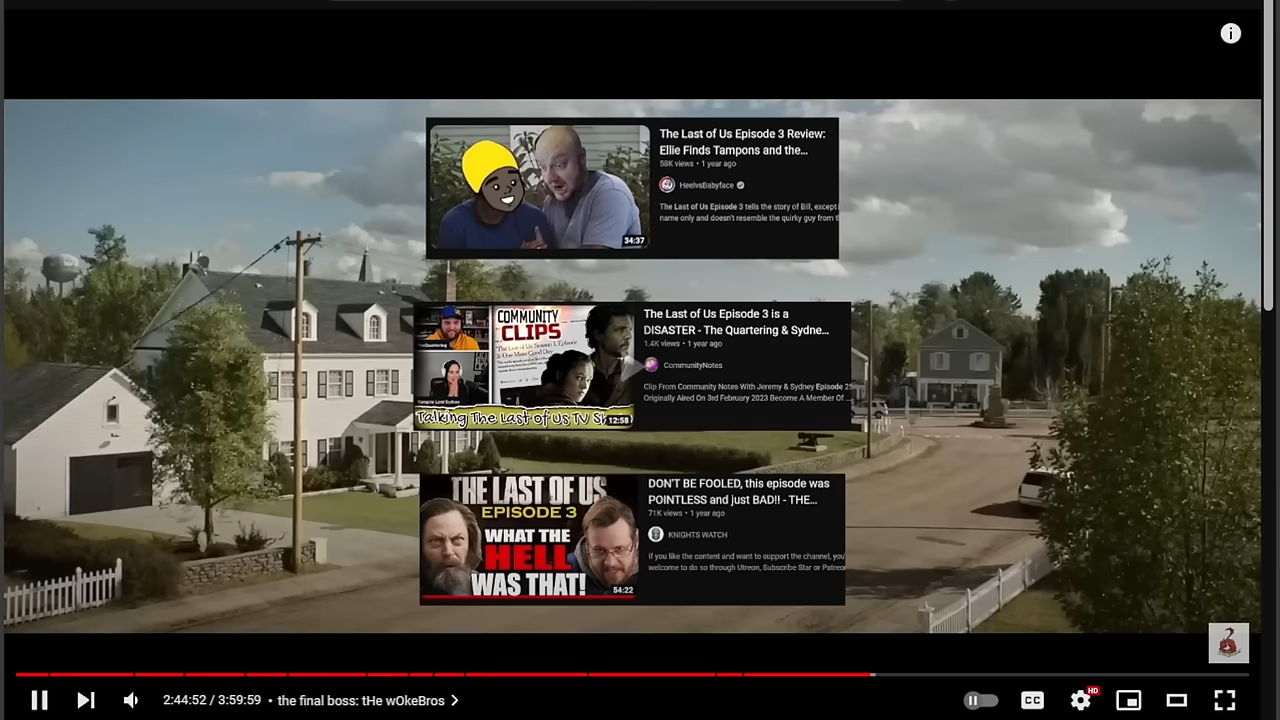 The Last of Us Episode 3 Review:
Ellie Finds Tampons and the...
58K views • 1 year ago
HeelvsBabyface
The Last of Us Episode 3 tells the story of Bill, except i
name only and doesn't resemble the quirky guy from t
34:37
COMMUNITY
CLIPS
The Last of Us Episode 3 is a
DISASTER - The Quartering & Sydne...
1.4K views • 1 year ago
CommunityNotes
Clip From Community Notes With Jeremy & Sydney Episode 25
Originally Aired On 3rd February 2023 Become A Member Of ...
Talking The Last of Us TV S
12:58
THE LAST OF US
EPISODE 3
WHAT THE
HELL
WAS THAT!
54:22
DON'T BE FOOLED, this episode was
POINTLESS and just BAD!! - THE...
71K views • 1 year ago
KNIGHTS WATCH
If you like the content and want to support the channel, you
welcome to do so through Utreon, Subscribe Star or Patreo
2:44:52 / 3:59:59 • the final boss: tHe wOkeBros
CC
HD